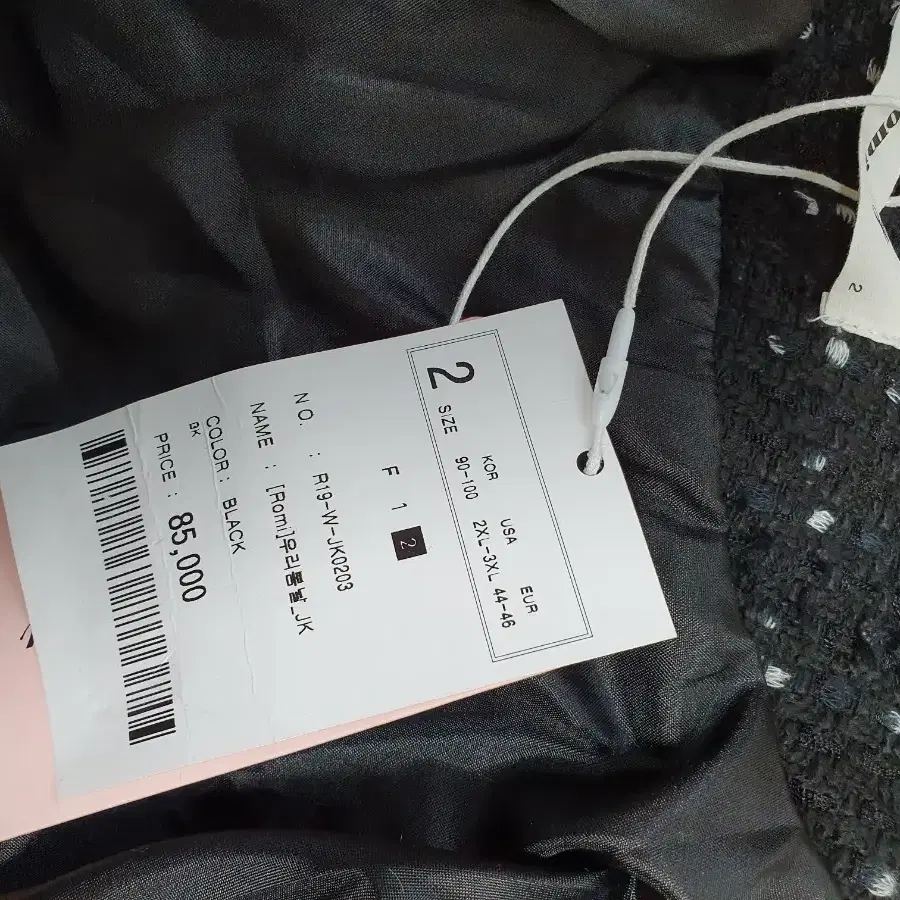 2 SIZE
KOR USA EUR
90-100 2XL-3XL 44-46
F 1 2
NO. : R19-W-JK0203
NAME : [Romi]우리봄날_JK
COLOR : BLACK
BK
PRICE : 85,000
2